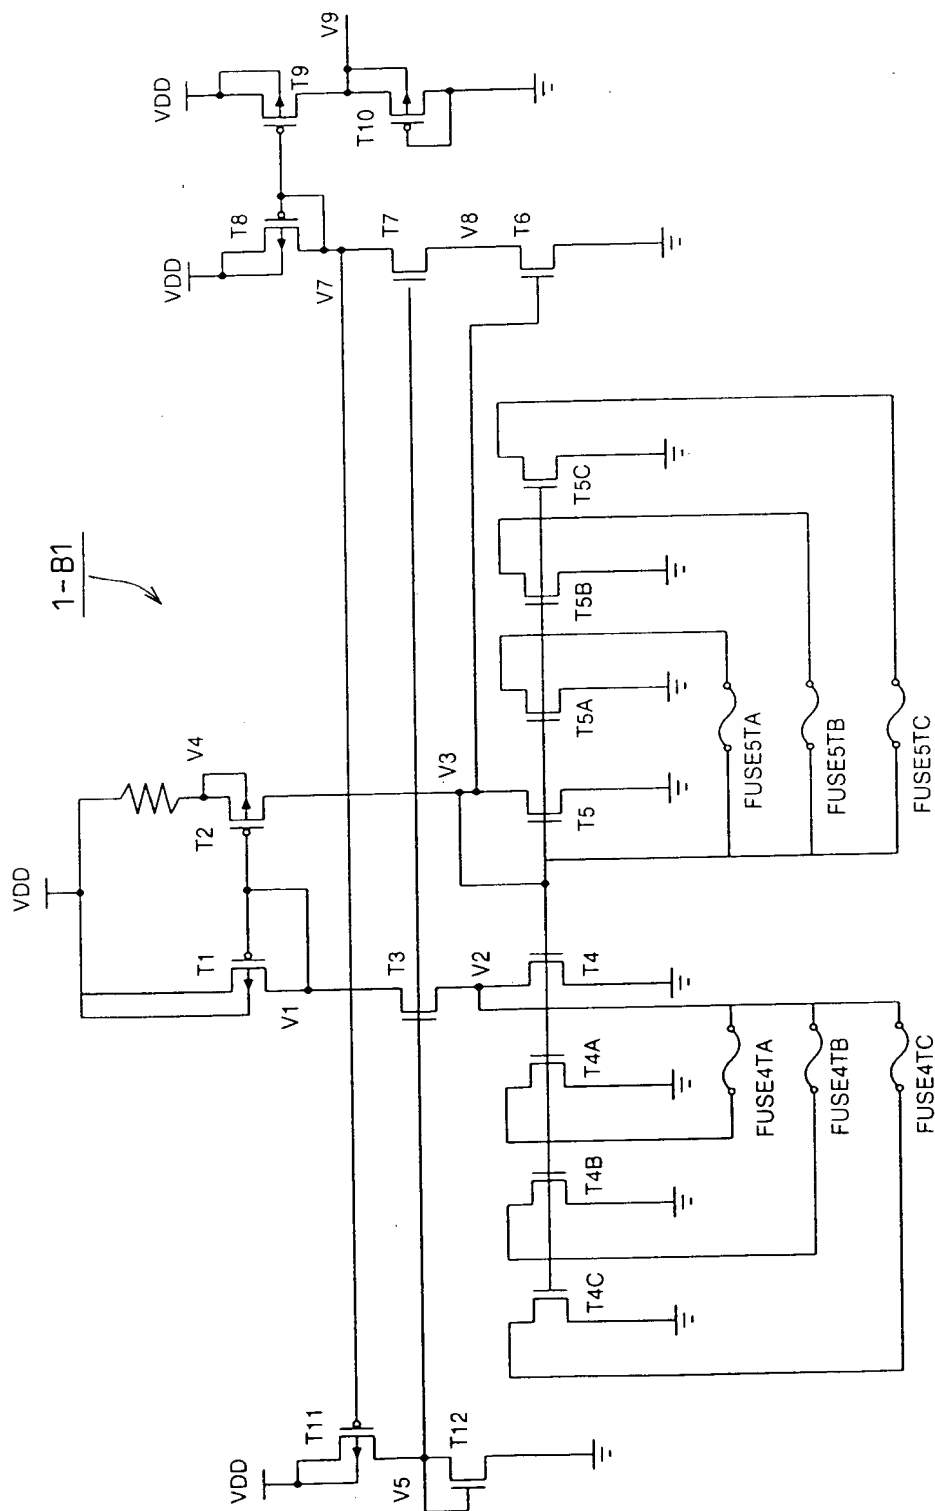 1-B1
VDD
VDD
VDD
VDD
T11
V5
T12
T1
V1
T3
V2
T4
T2
V4
V3
T5
T8
V7
T7
V8
T6
T9
V9
T10
T4C
T4B
T4A
T5A
T5B
T5C
FUSE4TA
FUSE4TB
FUSE4TC
FUSE5TA
FUSE5TB
FUSE5TC